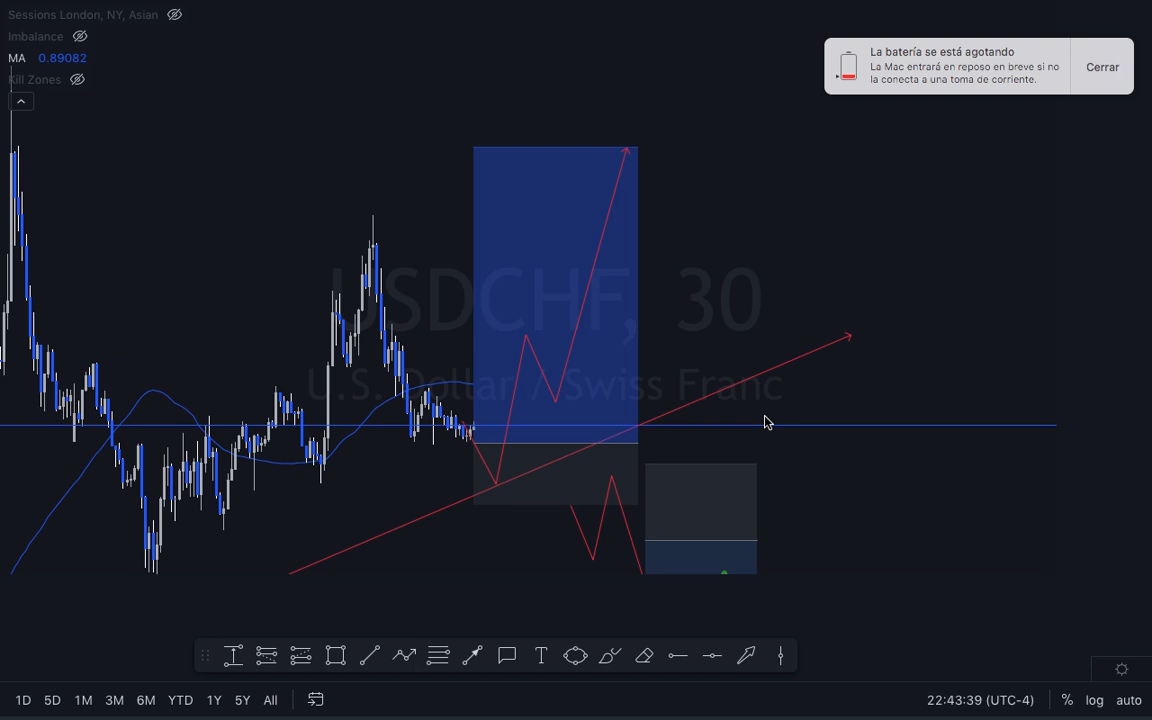 Sessions London, NY, Asian
Imbalance
MA 0.89082
Kill Zones
La batería se está agotando
La Mac entrará en reposo en breve si no
la conecta a una toma de corriente.
Cerrar
USDCHF, 30
U.S. Dollar / Swiss Franc
1D 5D 1M 3M 6M YTD 1Y 5Y All
22:43:39 (UTC-4) % log auto